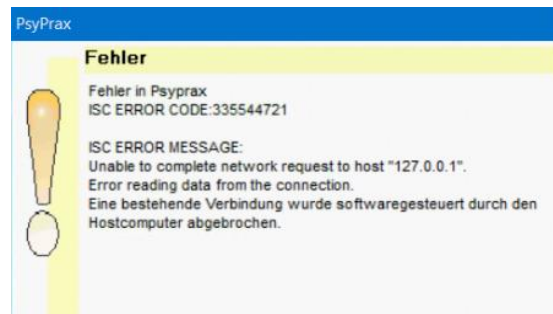 PsyPrax
Fehler
Fehler in Psyprax
ISC ERROR CODE:335544721
ISC ERROR MESSAGE:
Unable to complete network request to host "127.0.0.1".
Error reading data from the connection.
Eine bestehende Verbindung wurde softwaregesteuert durch den
Hostcomputer abgebrochen.